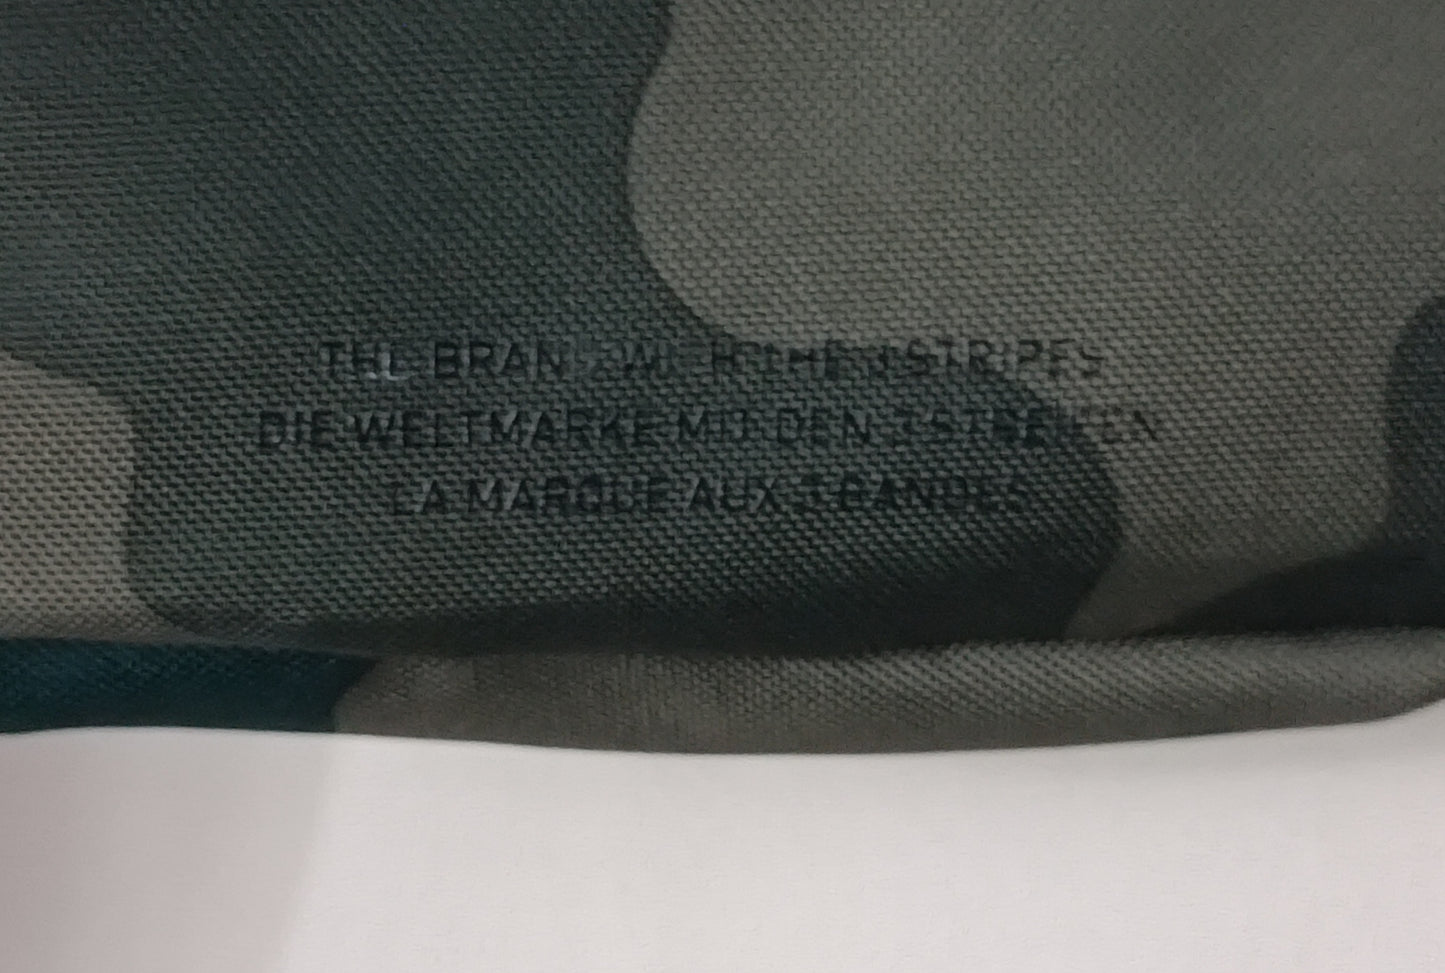 THE BRAND WITH THE 3 STRIPES
DIE WELTMARKE MIT DEN 3 STREIFEN
LA MARQUE AUX 3 BANDES